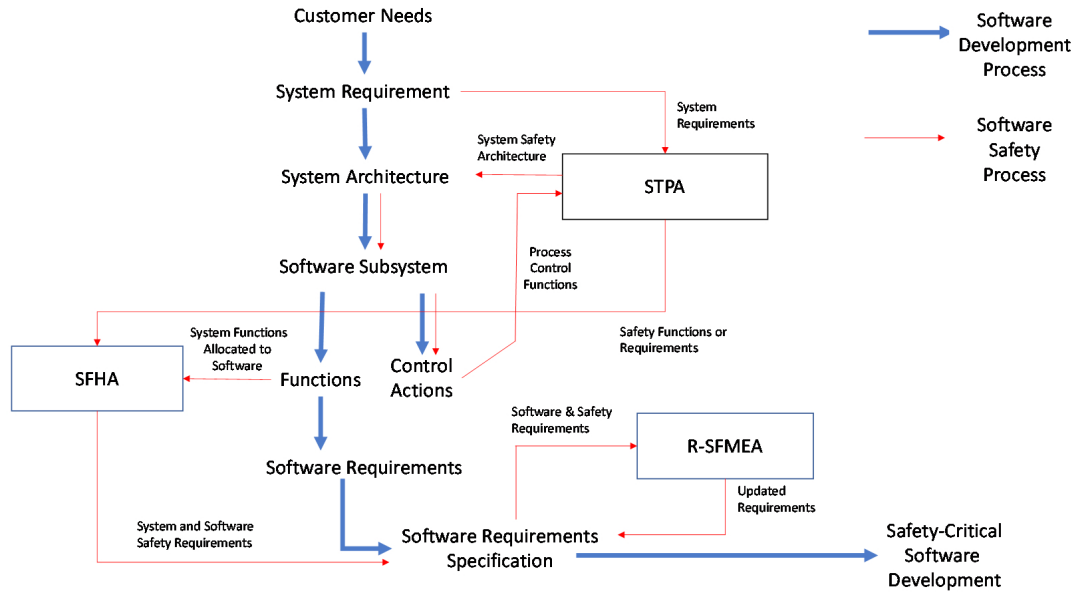 Customer Needs
Software
Development
Process
System Requirement
System
Requirements
Software
Safety
Process
System Safety
Architecture
System Architecture
STPA
Process
Control
Functions
Software Subsystem
System Functions
Allocated to
Software
Safety Functions or
Requirements
SFHA
Functions
Control
Actions
Software & Safety
Requirements
R-SFMEA
Software Requirements
Updated
Requirements
System and Software
Safety Requirements
Software Requirements
Specification
Safety-Critical
Software
Development